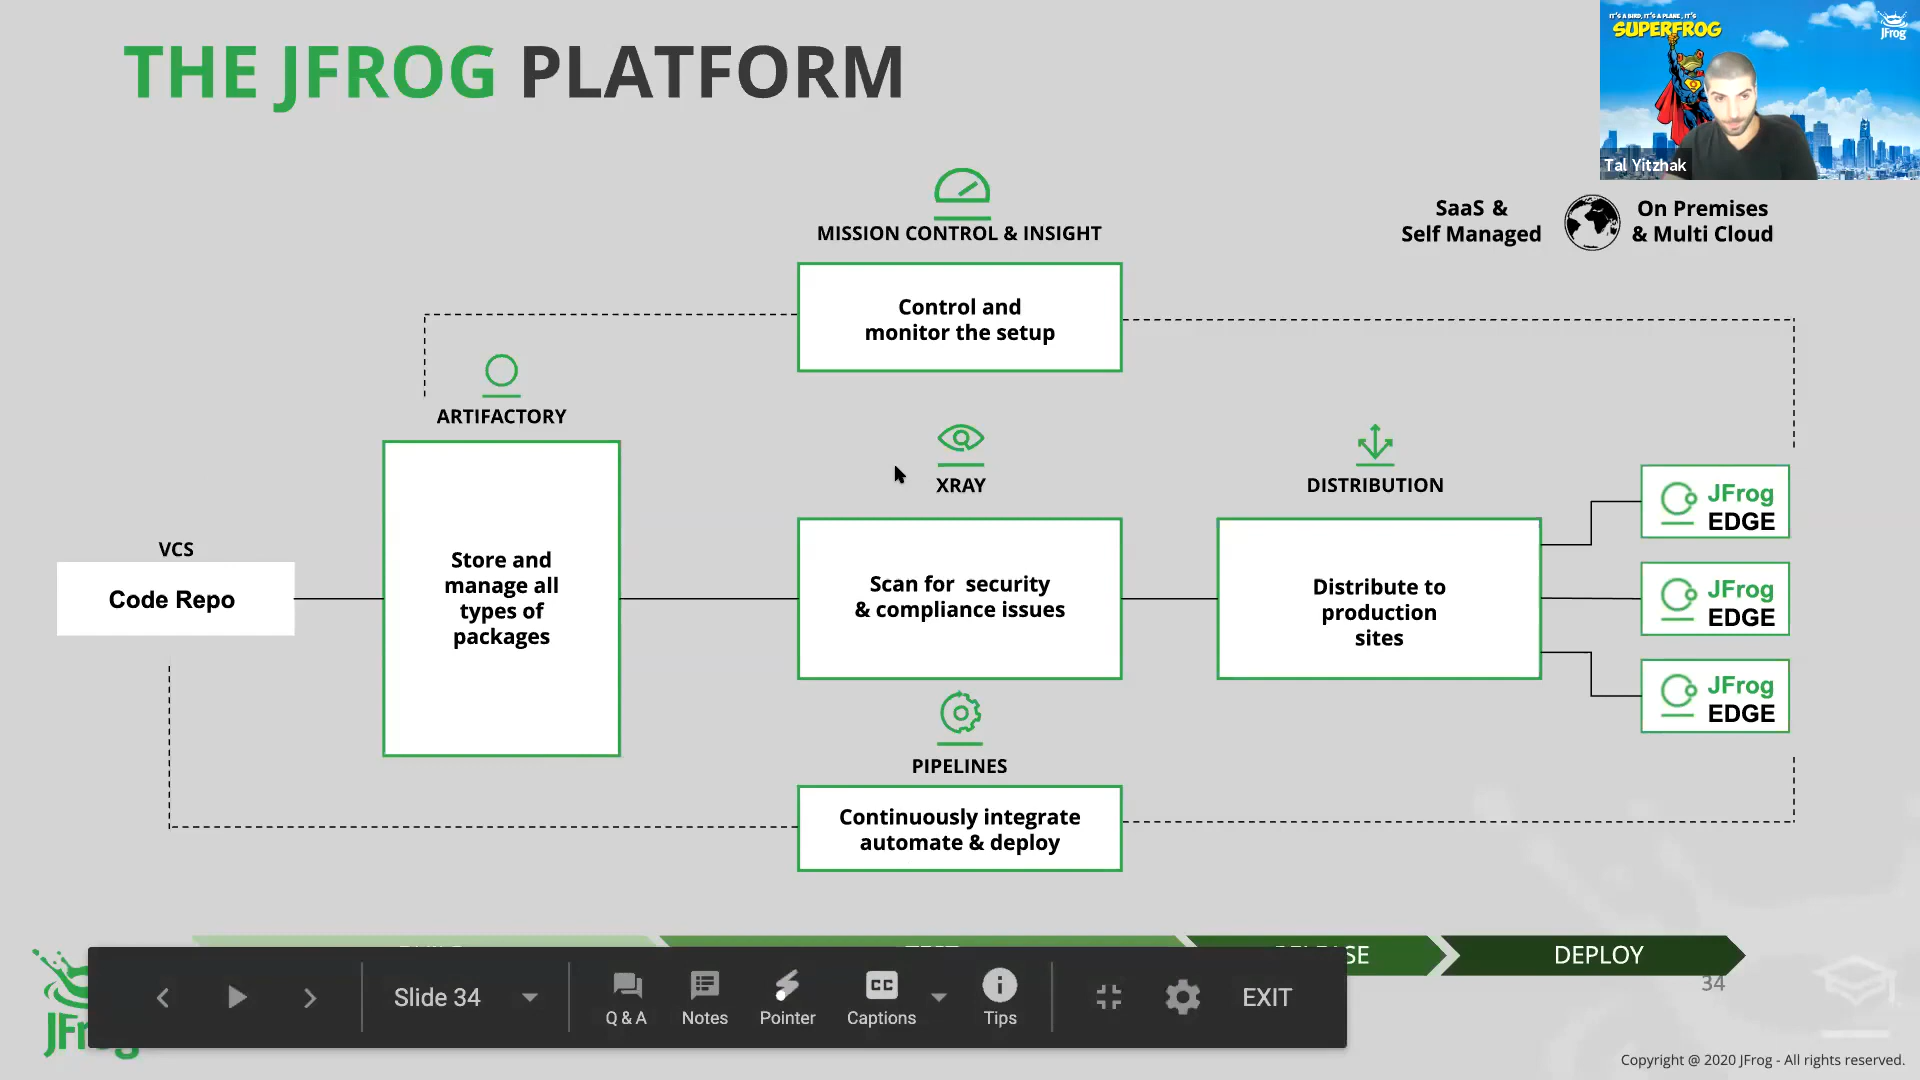 THE JFROG PLATFORM
IT'S A BIRD, IT'S A PLANE, IT'S
SUPERFROG
JFrog
Tal Yitzhak
SaaS &
Self Managed
On Premises
& Multi Cloud
MISSION CONTROL & INSIGHT
Control and
monitor the setup
ARTIFACTORY
Store and
manage all
types of
packages
VCS
Code Repo
XRAY
Scan for security
& compliance issues
DISTRIBUTION
Distribute to
production
sites
JFrog
EDGE
JFrog
EDGE
JFrog
EDGE
PIPELINES
Continuously integrate
automate & deploy
DEPLOY
34
Slide 34
Q & A
Notes
Pointer
CC
Captions
Tips
EXIT
Copyright @ 2020 JFrog - All rights reserved.